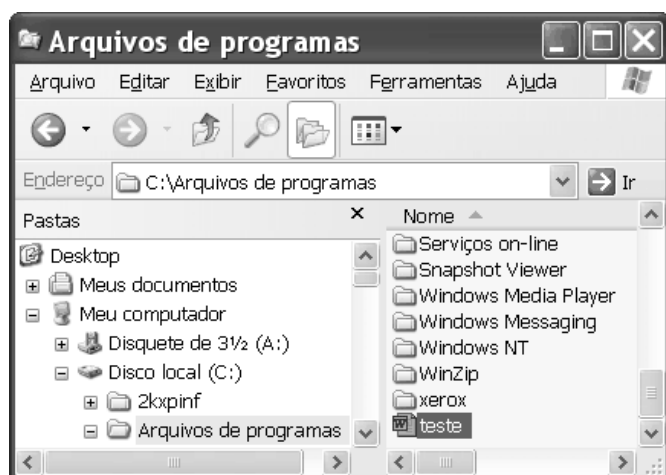 Arquivos de programas
Arquivo Editar Exibir Favoritos Ferramentas Ajuda
Endereço C:\Arquivos de programas Ir
Pastas
Desktop
Meus documentos
Meu computador
Disquete de 3½ (A:)
Disco local (C:)
2kxpinf
Arquivos de programas
Nome
Serviços on-line
Snapshot Viewer
Windows Media Player
Windows Messaging
Windows NT
WinZip
xerox
teste